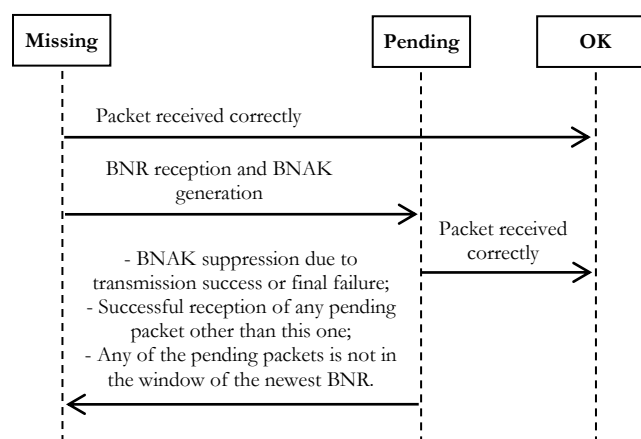 Missing
Pending
OK
Packet received correctly
BNR reception and BNAK
generation
Packet received
correctly
- BNAK suppression due to
transmission success or final failure;
- Successful reception of any pending
packet other than this one;
- Any of the pending packets is not in
the window of the newest BNR.